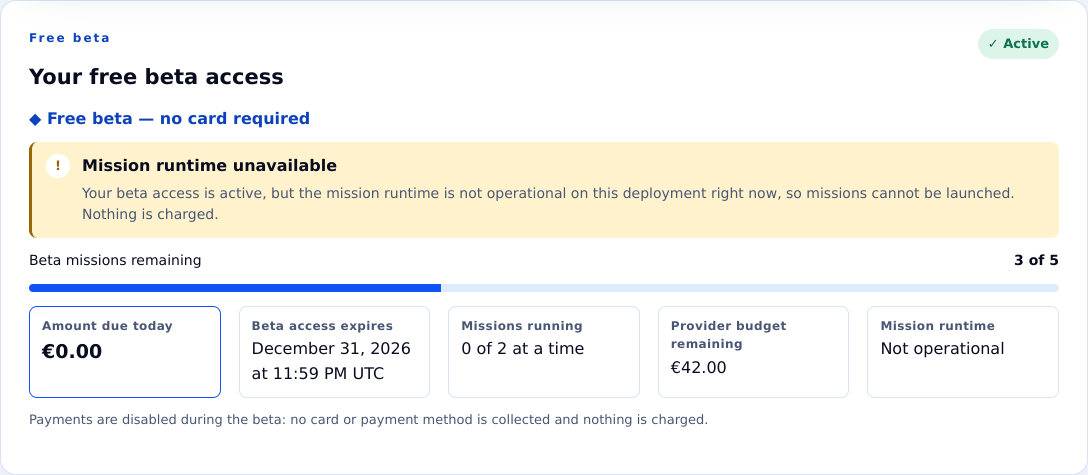 Free beta
✓ Active
Your free beta access
◆ Free beta — no card required
! Mission runtime unavailable
Your beta access is active, but the mission runtime is not operational on this deployment right now, so missions cannot be launched.
Nothing is charged.
Beta missions remaining
3 of 5
Amount due today
€0.00
Beta access expires
December 31, 2026
at 11:59 PM UTC
Missions running
0 of 2 at a time
Provider budget
remaining
€42.00
Mission runtime
Not operational
Payments are disabled during the beta: no card or payment method is collected and nothing is charged.